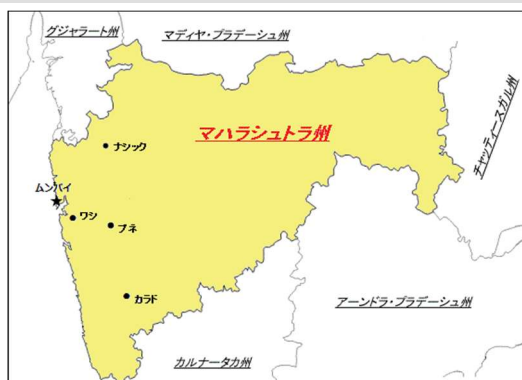 グジャラート州
マディヤ・プラデーシュ州
チャッティースガル州
マハラシュトラ州
ナシック
ムンバイ
ワシ
プネ
カラド
アーンドラ・プラデーシュ州
カルナータカ州